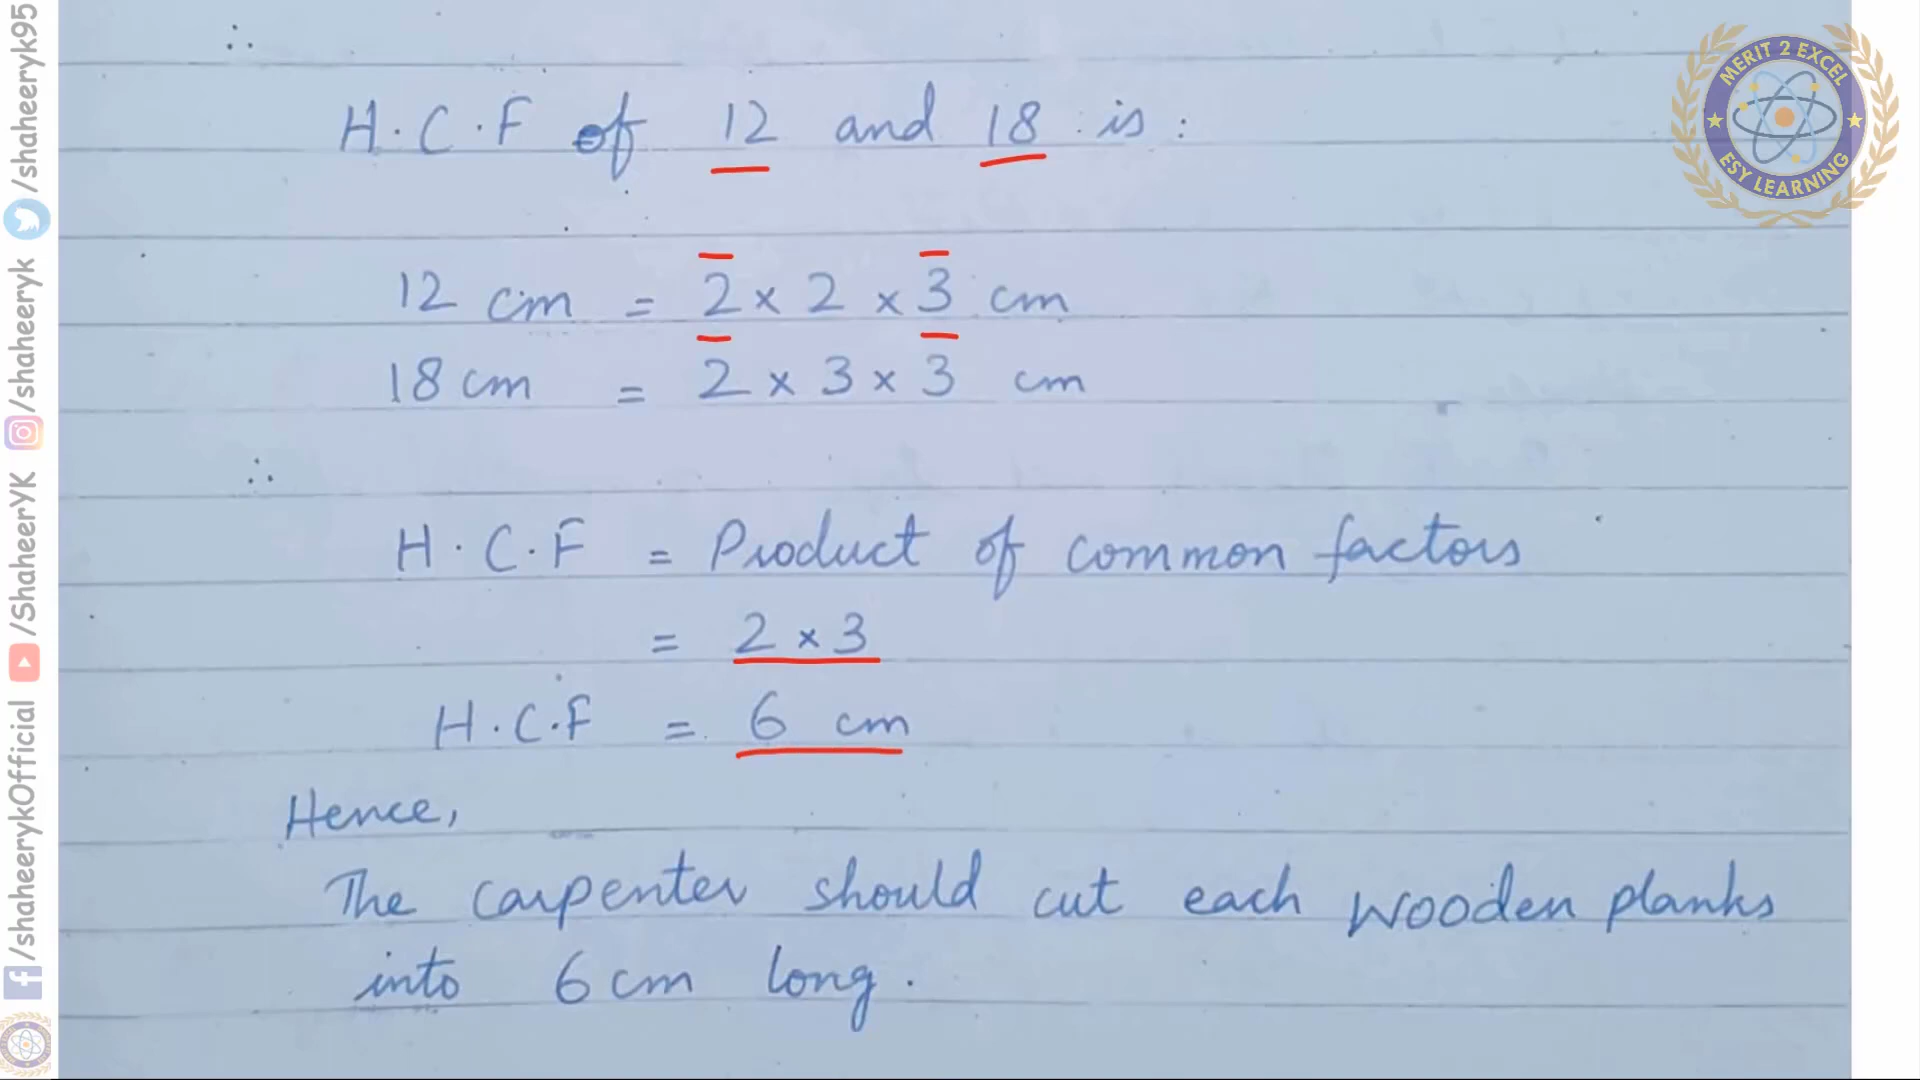 ∴
H.C.F of 12 and 18 is:
12 cm = 2 × 2 × 3 cm
18 cm = 2 × 3 × 3 cm
∴
H.C.F = Product of common factors
= 2 × 3
H.C.F = 6 cm
Hence,
The carpenter should cut each wooden planks
into 6 cm long.
MERIT 2 EXCEL
ESY LEARNING
/shaheerykOfficial /ShaheerYK /shaheeryk /shaheeryk95